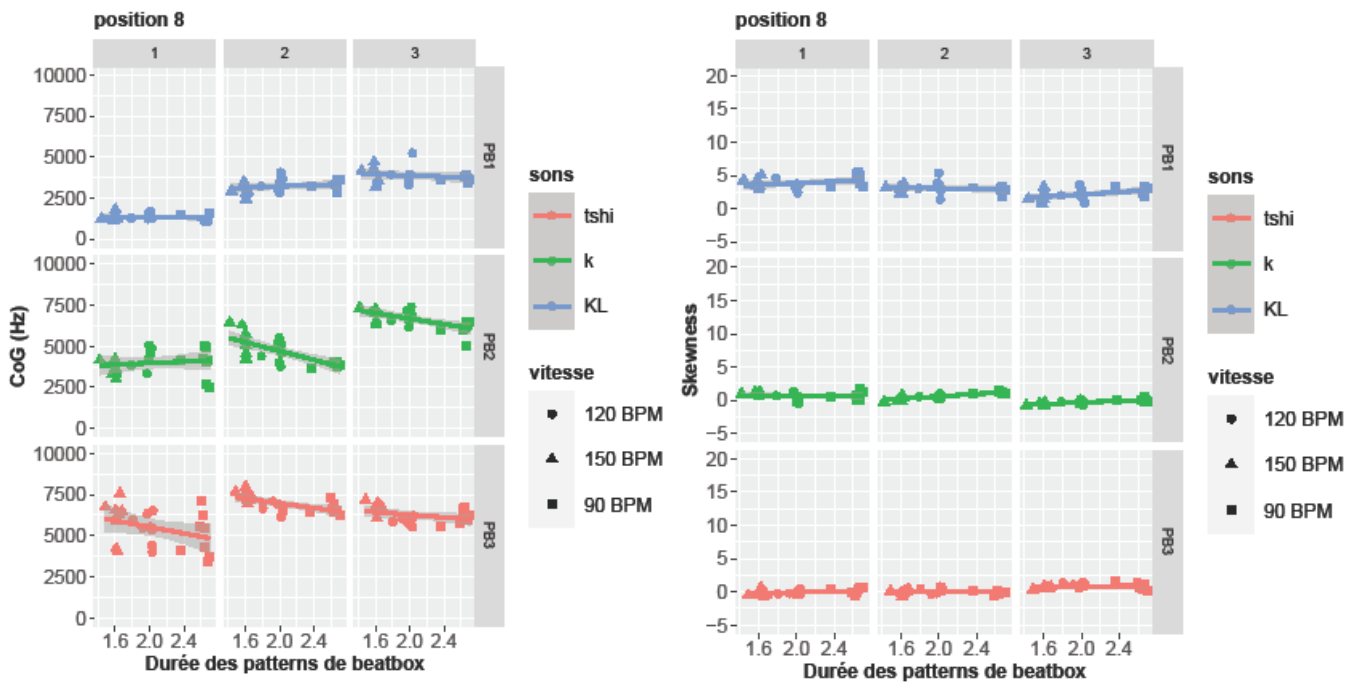 position 8
1 2 3
CoG (Hz)
10000
7500
5000
2500
0
PB1
10000
7500
5000
2500
0
PB2
10000
7500
5000
2500
0
PB3
1.6 2.0 2.4 1.6 2.0 2.4 1.6 2.0 2.4
Durée des patterns de beatbox
sons
tshi
k
KL
vitesse
120 BPM
150 BPM
90 BPM
position 8
1 2 3
Skewness
20
15
10
5
0
−5
PB1
20
15
10
5
0
−5
PB2
20
15
10
5
0
−5
PB3
1.6 2.0 2.4 1.6 2.0 2.4 1.6 2.0 2.4
Durée des patterns de beatbox
sons
tshi
k
KL
vitesse
120 BPM
150 BPM
90 BPM